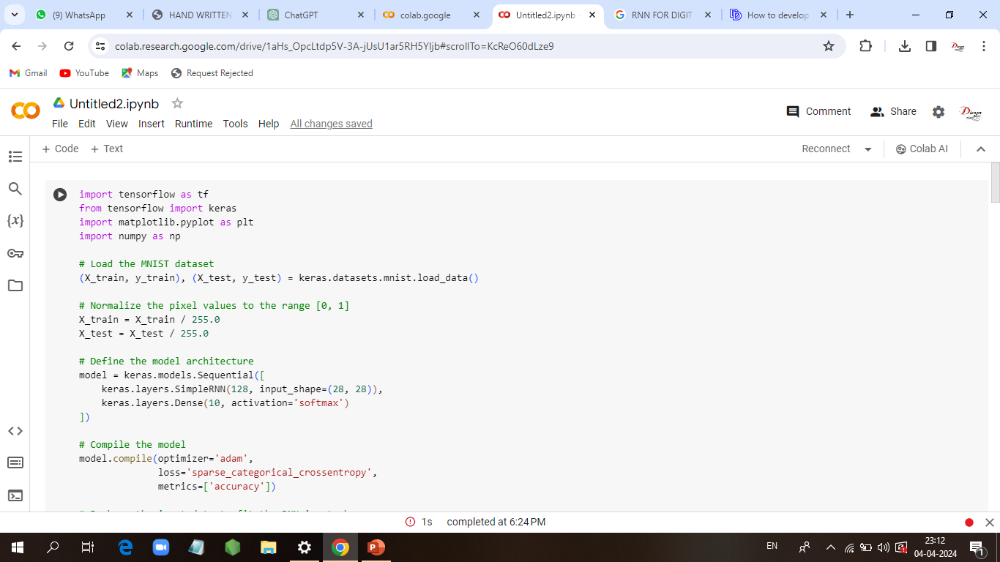 (9) WhatsApp
HAND WRITTEN
ChatGPT
colab.google
Untitled2.ipynb
RNN FOR DIGIT
How to develop
colab.research.google.com/drive/1aHs_OpcLtdp5V-3A-jUsU1ar5RH5YIjb#scrollTo=KcReO60dLze9
Gmail YouTube Maps Request Rejected
Untitled2.ipynb
File Edit View Insert Runtime Tools Help All changes saved
Comment Share
+ Code + Text
Reconnect Colab AI
import tensorflow as tf
from tensorflow import keras
import matplotlib.pyplot as plt
import numpy as np
# Load the MNIST dataset
(X_train, y_train), (X_test, y_test) = keras.datasets.mnist.load_data()
# Normalize the pixel values to the range [0, 1]
X_train = X_train / 255.0
X_test = X_test / 255.0
# Define the model architecture
model = keras.models.Sequential([
    keras.layers.SimpleRNN(128, input_shape=(28, 28)),
    keras.layers.Dense(10, activation='softmax')
])
# Compile the model
model.compile(optimizer='adam',
              loss='sparse_categorical_crossentropy',
              metrics=['accuracy'])
1s completed at 6:24 PM
EN
23:12
04-04-2024
1